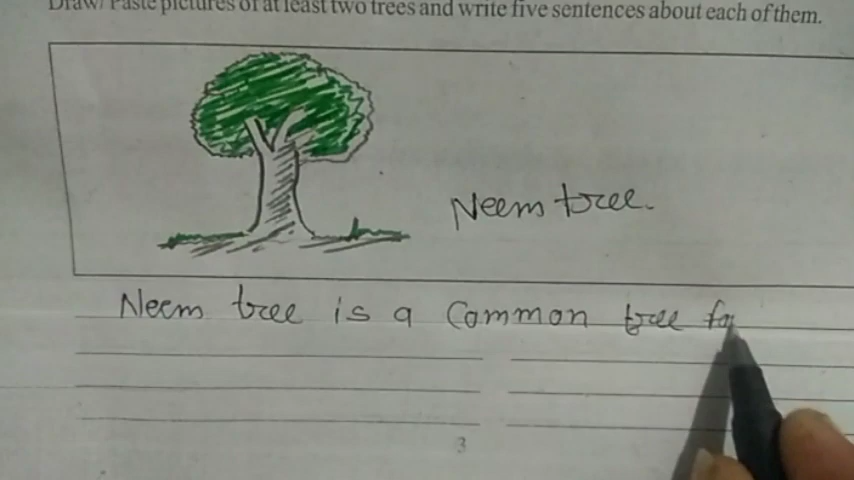 Draw/ Paste pictures of at least two trees and write five sentences about each of them.
Neem tree.
Neem tree is a Common tree fo
3